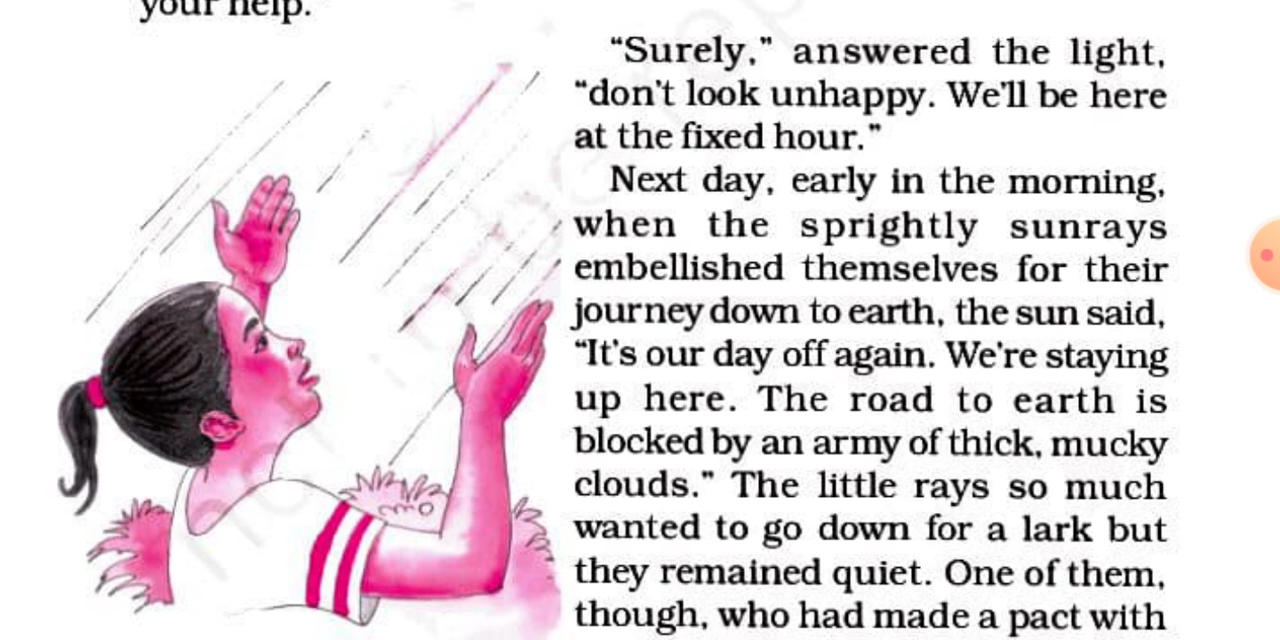 your help.
“Surely,” answered the light,
“don’t look unhappy. We’ll be here
at the fixed hour.”
Next day, early in the morning,
when the sprightly sunrays
embellished themselves for their
journey down to earth, the sun said,
“It’s our day off again. We’re staying
up here. The road to earth is
blocked by an army of thick, mucky
clouds.” The little rays so much
wanted to go down for a lark but
they remained quiet. One of them,
though, who had made a pact with